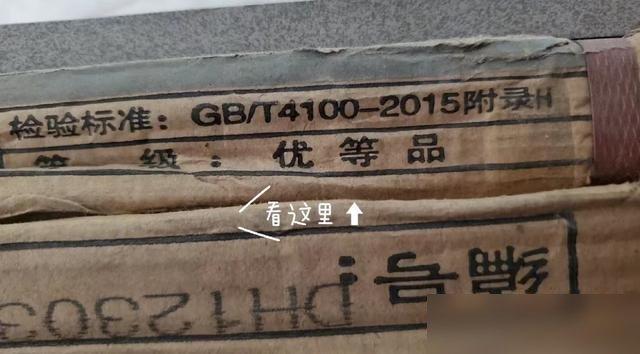 检验标准：GB/T4100-2015附录H
等级：优等品
看这里
编号：
DH12303